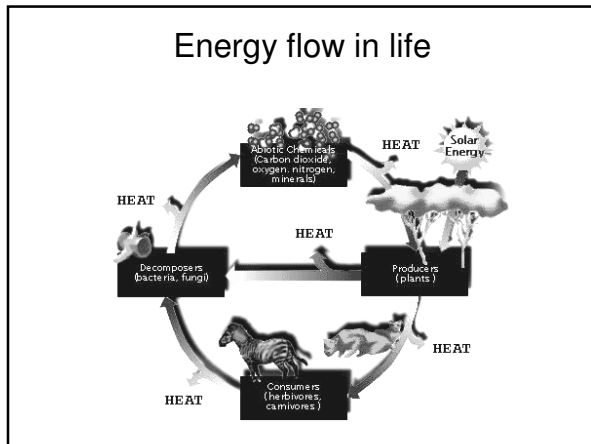 Energy flow in life
Solar
Energy
Abiotic Chemicals
(Carbon dioxide,
oxygen. nitrogen,
minerals)
HEAT
HEAT
HEAT
Decomposers
(bacteria, fungi)
Producers
(plants)
HEAT
HEAT
Consumers
(herbivores,
carnivores)